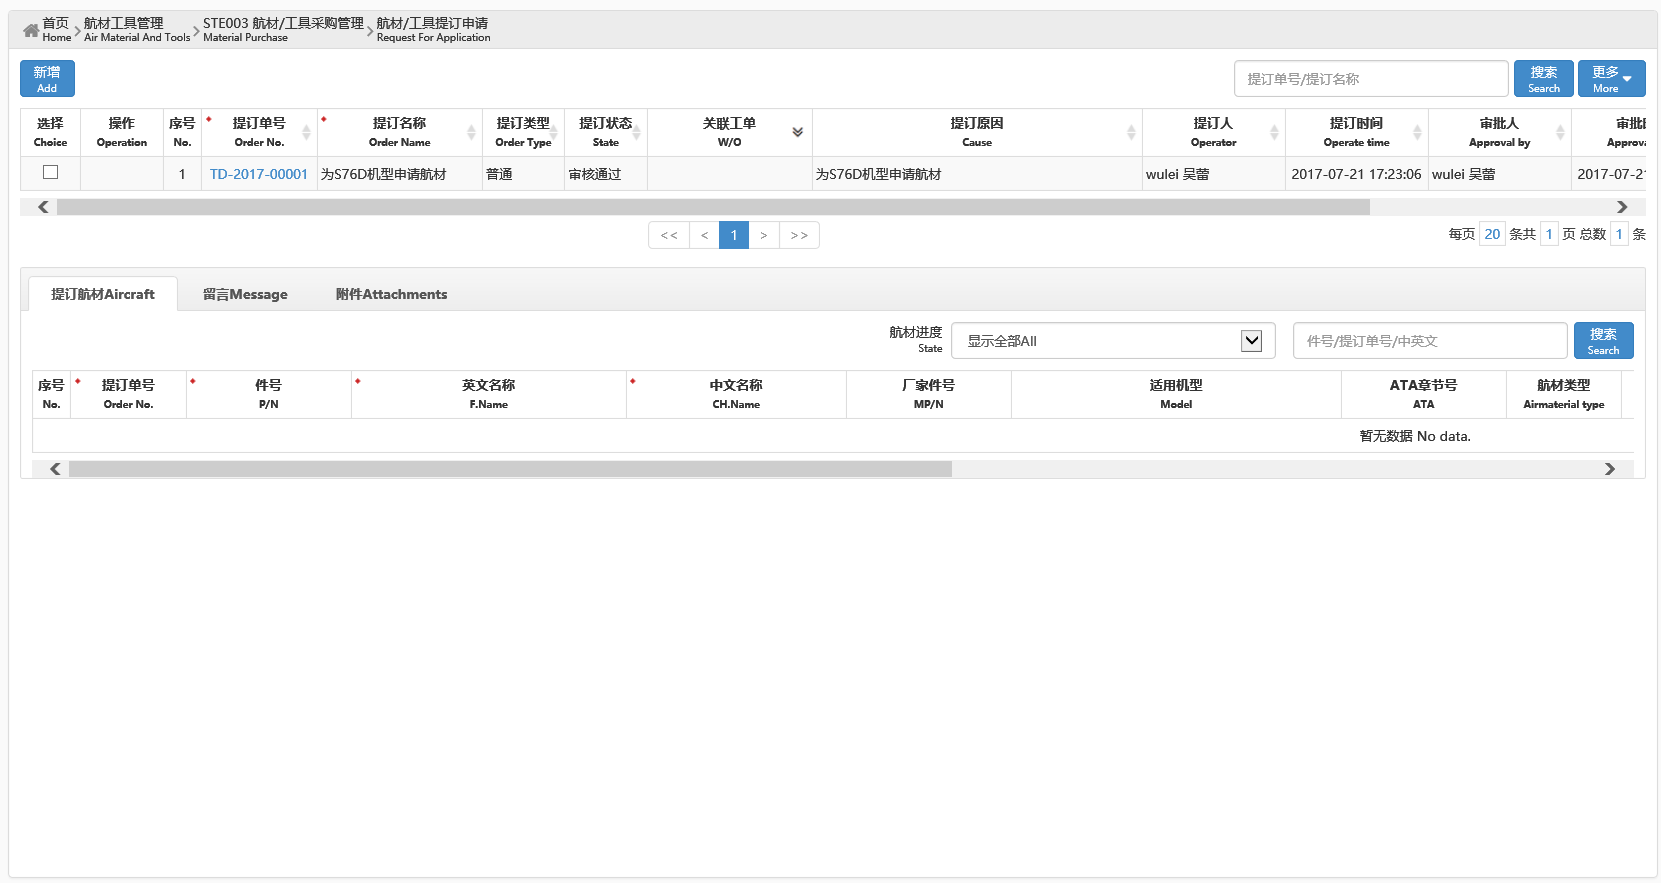 首页 航材工具管理 STE003 航材/工具采购管理 航材/工具提订申请
Home Air Material And Tools Material Purchase Request For Application
新增
Add
提订单号/提订名称
搜索
Search
更多
More
选择 操作 序号 * 提订单号 * 提订名称 提订类型 提订状态 关联工单 提订原因 提订人 提订时间 审批人
Choice Operation No. Order No. Order Name Order Type State W/O Cause Operator Operate time Approval by
1 TD-2017-00001 为S76D机型申请航材 普通 审核通过 为S76D机型申请航材 wulei 吴蕾 2017-07-21 17:23:06 wulei 吴蕾 2017-07-21
<< < 1 > >>
每页 20 条共 1 页 总数 1 条
提订航材Aircraft 留言Message 附件Attachments
航材进度
State
显示全部All
件号/提订单号/中英文
搜索
Search
序号 * 提订单号 * 件号 * 英文名称 * 中文名称 厂家件号 适用机型 ATA章节号 航材类型
No. Order No. P/N F.Name CH.Name MP/N Model ATA Airmaterial type
暂无数据 No data.